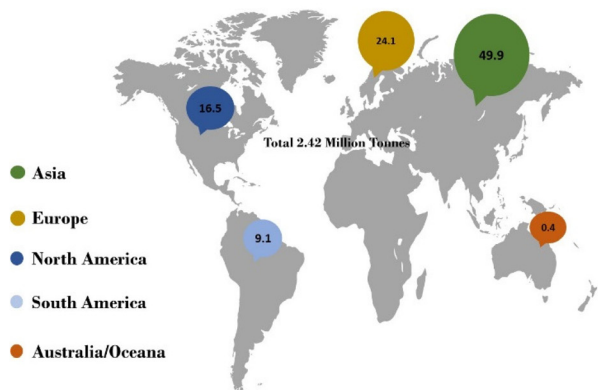 24.1
49.9
16.5
Total 2.42 Million Tonnes
Asia
Europe
0.4
9.1
North America
South America
Australia/Oceana